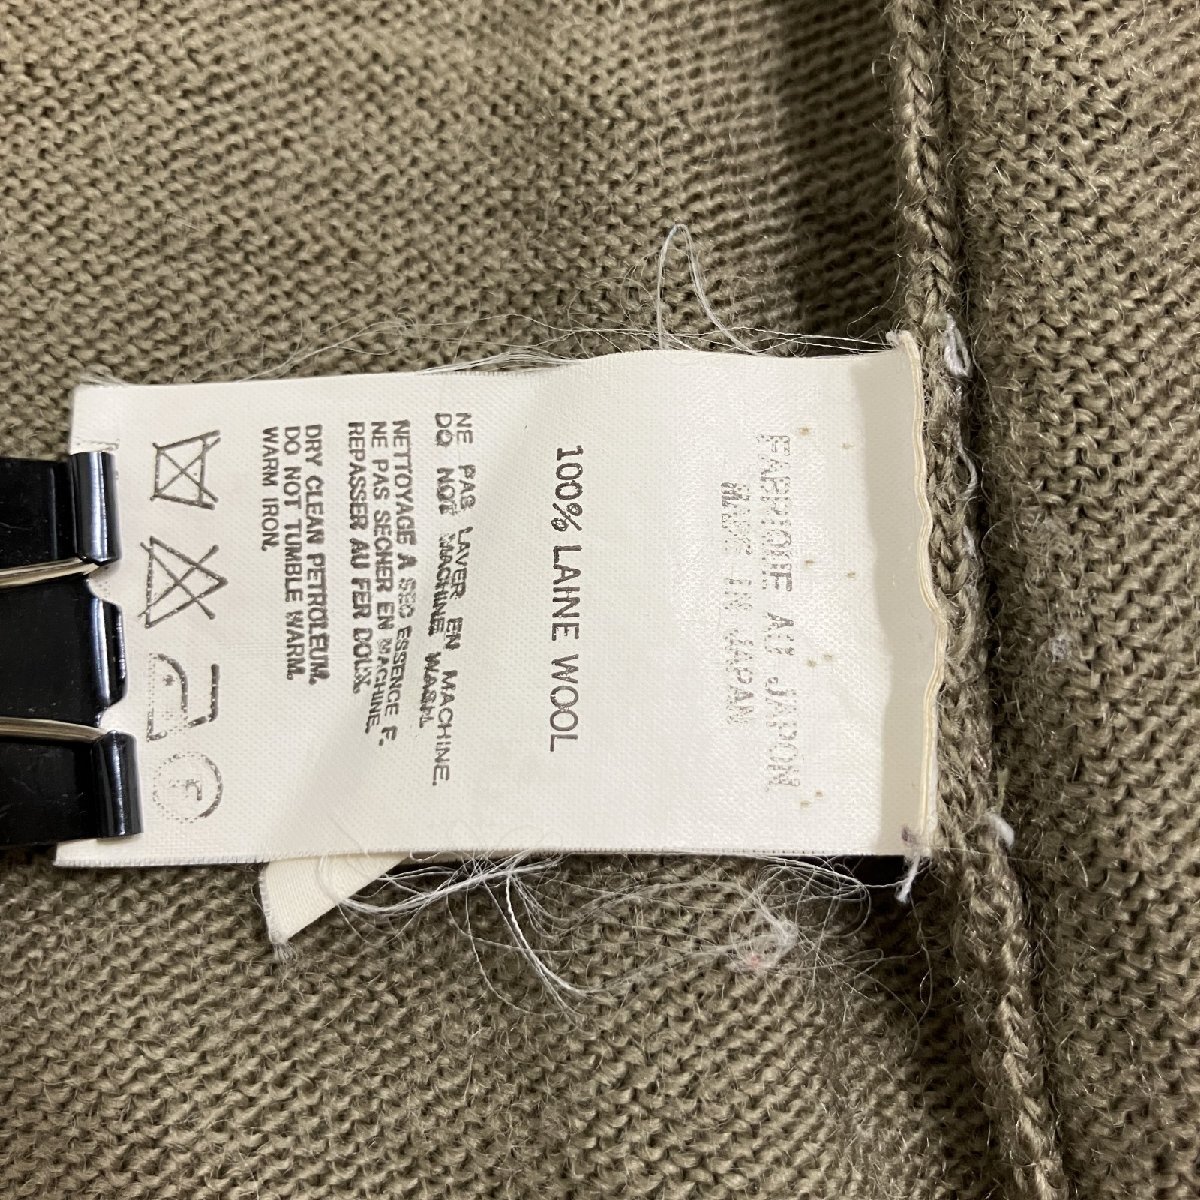 FABRIQUE AU JAPON
MADE IN JAPAN
100% LAINE WOOL
NE PAS LAVER EN MACHINE.
DO NOT MACHINE WASH.
NETTOYAGE A SEC ESSENCE F.
NE PAS SECHER EN MACHINE.
REPASSER AU FER DOUX.
DRY CLEAN PETROLEUM.
DO NOT TUMBLE WARM.
WARM IRON.
F